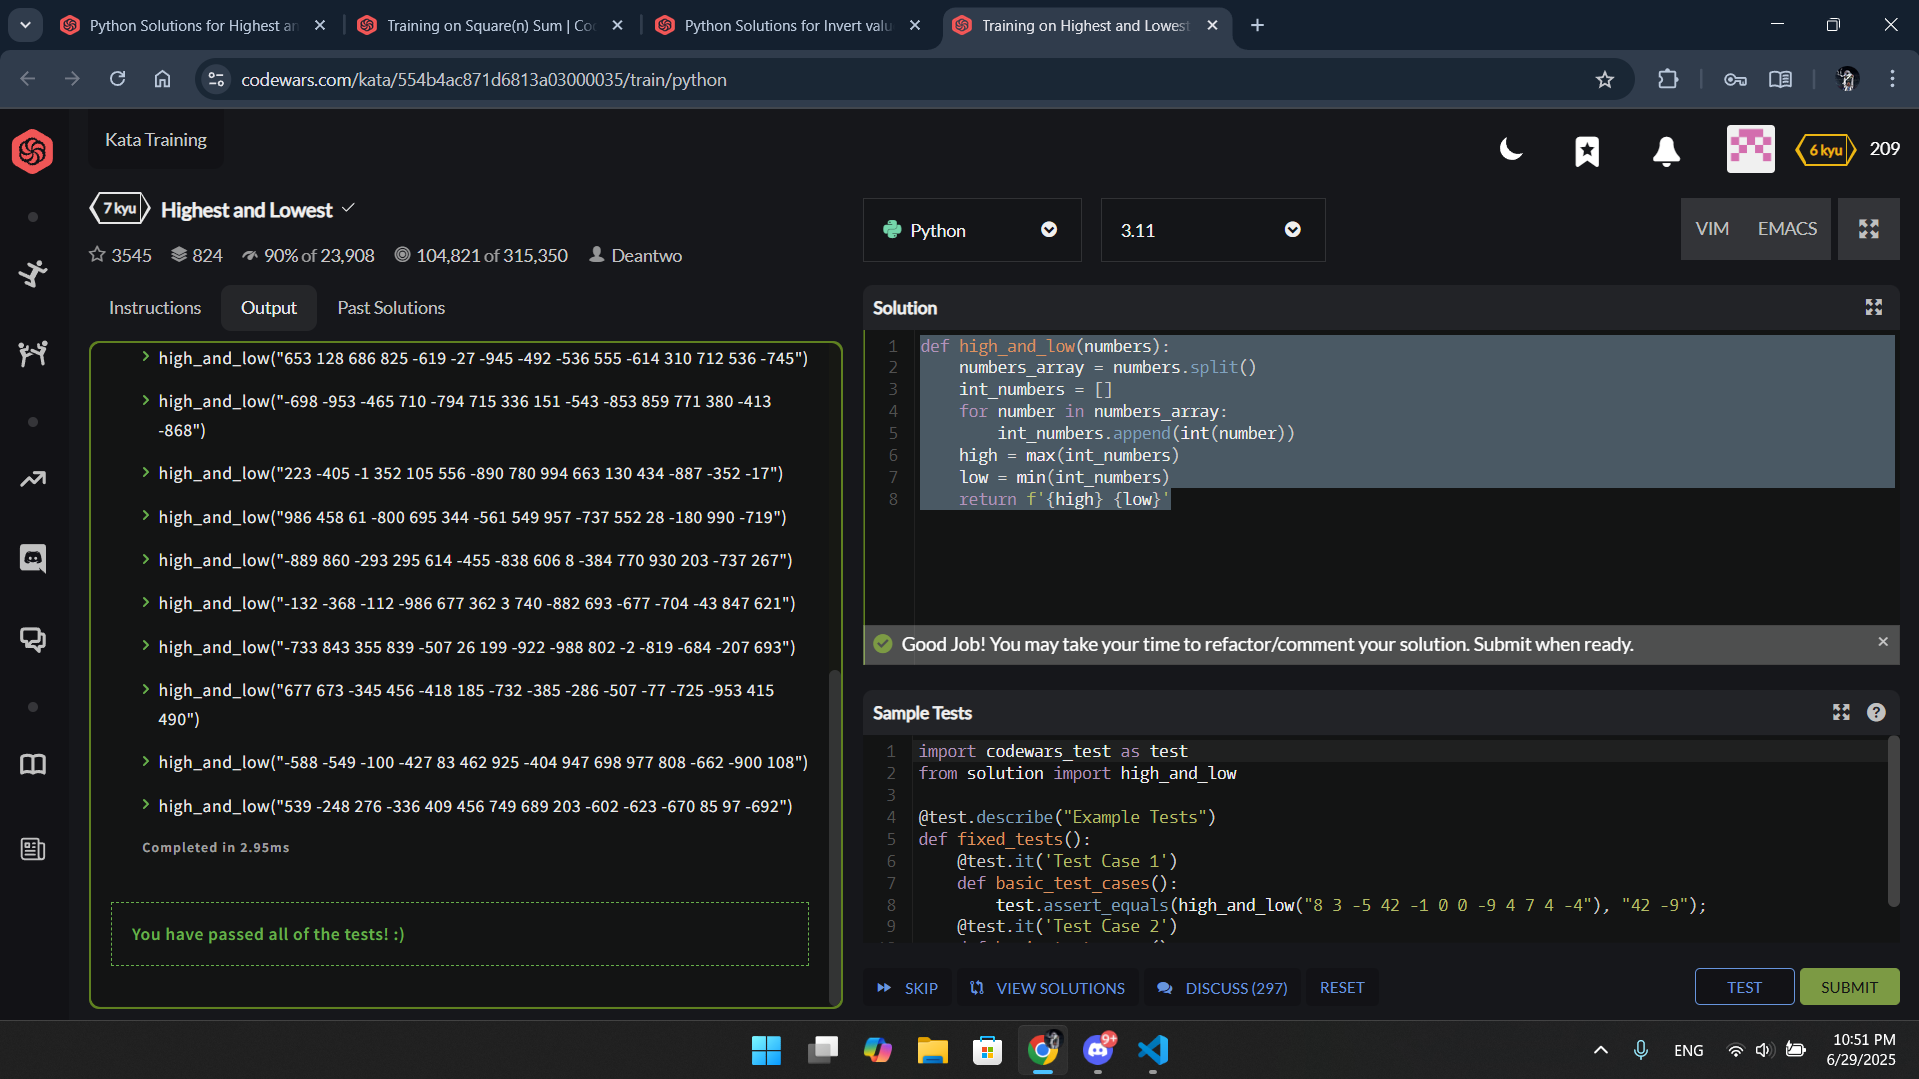 Python Solutions for Highest an
Training on Square(n) Sum | Co
Python Solutions for Invert valu
Training on Highest and Lowest
codewars.com/kata/554b4ac871d6813a03000035/train/python
Kata Training
6 kyu
209
7 kyu
Highest and Lowest
3545
824
90% of 23,908
104,821 of 315,350
Deantwo
Python
3.11
VIM
EMACS
Instructions
Output
Past Solutions
high_and_low("653 128 686 825 -619 -27 -945 -492 -536 555 -614 310 712 536 -745")
high_and_low("-698 -953 -465 710 -794 715 336 151 -543 -853 859 771 380 -413
-868")
high_and_low("223 -405 -1 352 105 556 -890 780 994 663 130 434 -887 -352 -17")
high_and_low("986 458 61 -800 695 344 -561 549 957 -737 552 28 -180 990 -719")
high_and_low("-889 860 -293 295 614 -455 -838 606 8 -384 770 930 203 -737 267")
high_and_low("-132 -368 -112 -986 677 362 3 740 -882 693 -677 -704 -43 847 621")
high_and_low("-733 843 355 839 -507 26 199 -922 -988 802 -2 -819 -684 -207 693")
high_and_low("677 673 -345 456 -418 185 -732 -385 -286 -507 -77 -725 -953 415
490")
high_and_low("-588 -549 -100 -427 83 462 925 -404 947 698 977 808 -662 -900 108")
high_and_low("539 -248 276 -336 409 456 749 689 203 -602 -623 -670 85 97 -692")
Completed in 2.95ms
You have passed all of the tests! :)
Solution
1 def high_and_low(numbers):
2     numbers_array = numbers.split()
3     int_numbers = []
4     for number in numbers_array:
5         int_numbers.append(int(number))
6     high = max(int_numbers)
7     low = min(int_numbers)
8     return f'{high} {low}'
Good Job! You may take your time to refactor/comment your solution. Submit when ready.
Sample Tests
1 import codewars_test as test
2 from solution import high_and_low
3
4 @test.describe("Example Tests")
5 def fixed_tests():
6     @test.it('Test Case 1')
7     def basic_test_cases():
8         test.assert_equals(high_and_low("8 3 -5 42 -1 0 0 -9 4 7 4 -4"), "42 -9");
9     @test.it('Test Case 2')
SKIP
VIEW SOLUTIONS
DISCUSS (297)
RESET
TEST
SUBMIT
9+
ENG
10:51 PM
6/29/2025